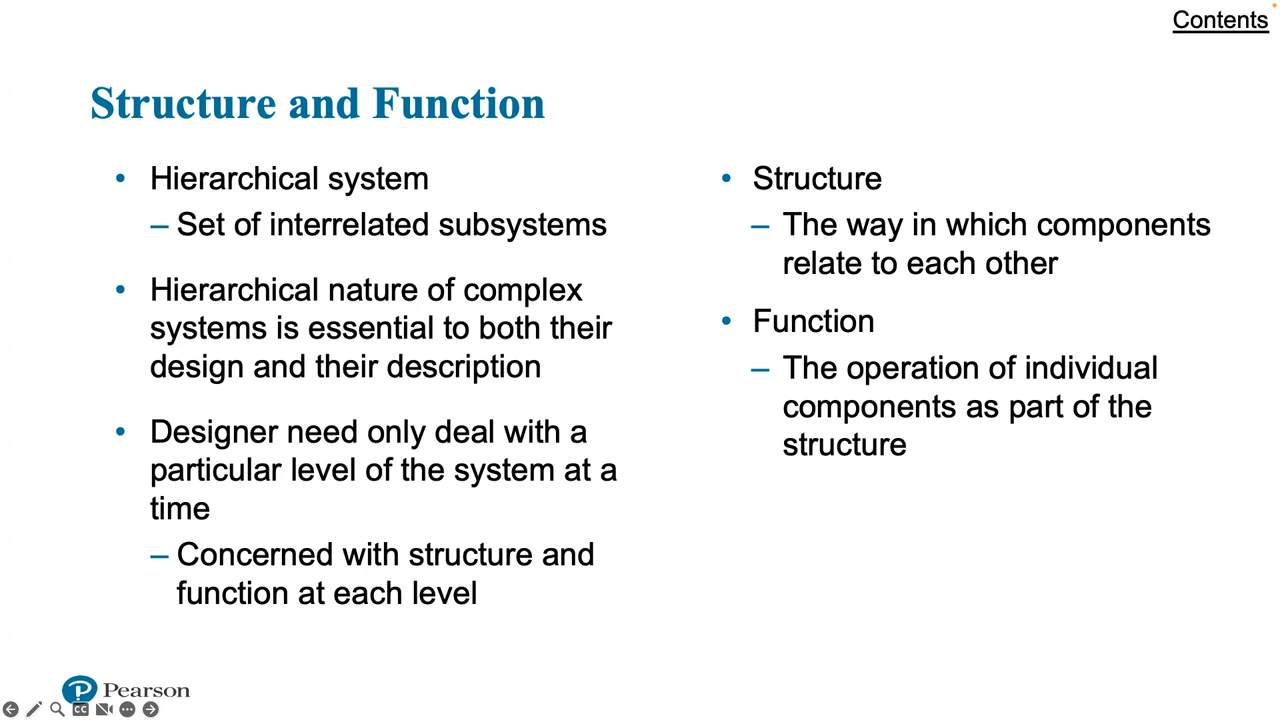 Contents
Structure and Function
• Hierarchical system
– Set of interrelated subsystems
• Hierarchical nature of complex
systems is essential to both their
design and their description
• Designer need only deal with a
particular level of the system at a
time
– Concerned with structure and
function at each level
• Structure
– The way in which components
relate to each other
• Function
– The operation of individual
components as part of the
structure
P Pearson
CC